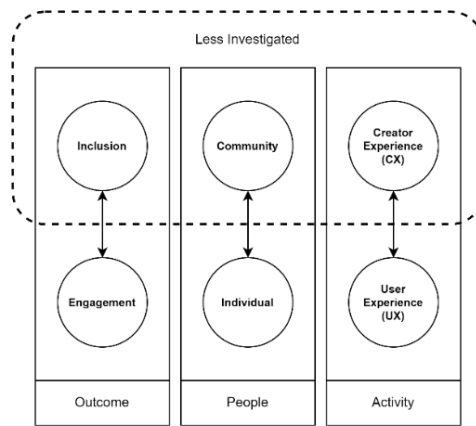 Less Investigated
Inclusion
Community
Creator
Experience
(CX)
Engagement
Individual
User
Experience
(UX)
Outcome
People
Activity